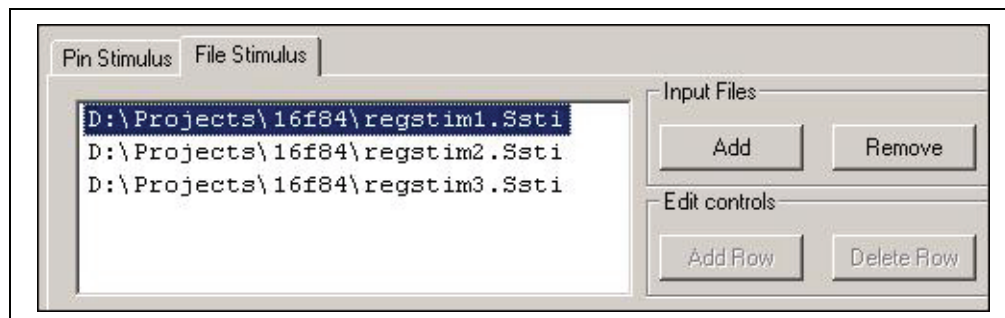 Pin Stimulus File Stimulus
D:\Projects\16f84\regstim1.Ssti
D:\Projects\16f84\regstim2.Ssti
D:\Projects\16f84\regstim3.Ssti
Input Files
Add Remove
Edit controls
Add Row Delete Row